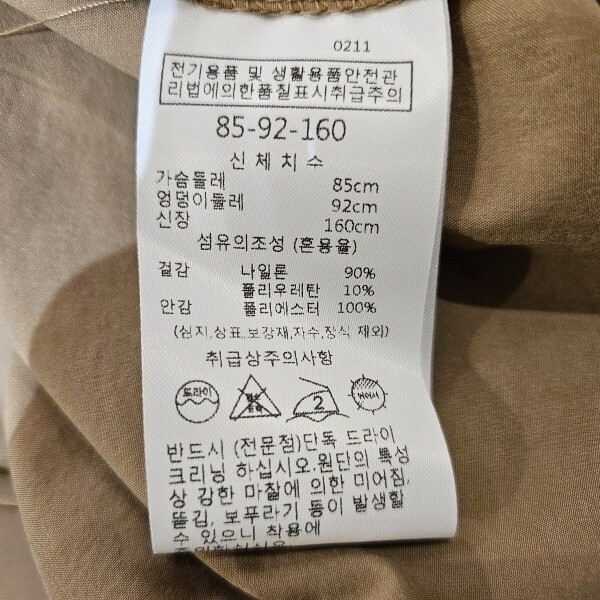 0211
전기용품 및 생활용품안전관
리법에의한품질표시취급주의
85-92-160
신체치수
가슴둘레 85cm
엉덩이둘레 92cm
신장 160cm
섬유의조성 (혼용율)
겉감 나일론 90%
폴리우레탄 10%
안감 폴리에스터 100%
(심지,상표,보강재,자수,장식 제외)
취급상주의사항
드라이
2
반드시 (전문점)단독 드라이
크리닝 하십시오.원단의 특성
상 강한 마찰에 의한 미어짐,
뜯김, 보푸라기 등이 발생할
수 있으니 착용에